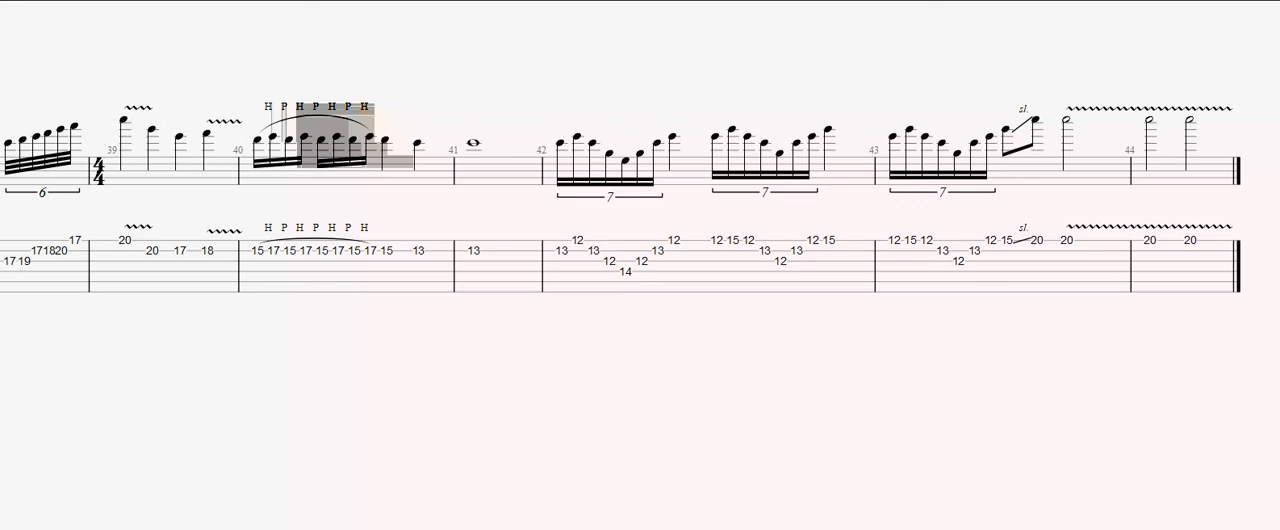 sl.
H P H P H P H
39 40 41 42 43 44
4
4
6 7 7 7
H P H P H P H
sl.
20 17 12 12 12 15 12 12 15 12 15 12 12 15 20 20 20 20
17 18 20 20 17 18 15 17 15 17 15 17 15 17 15 13 13 13 13 13 13 13 13 13
17 19 12 12 12 12
14